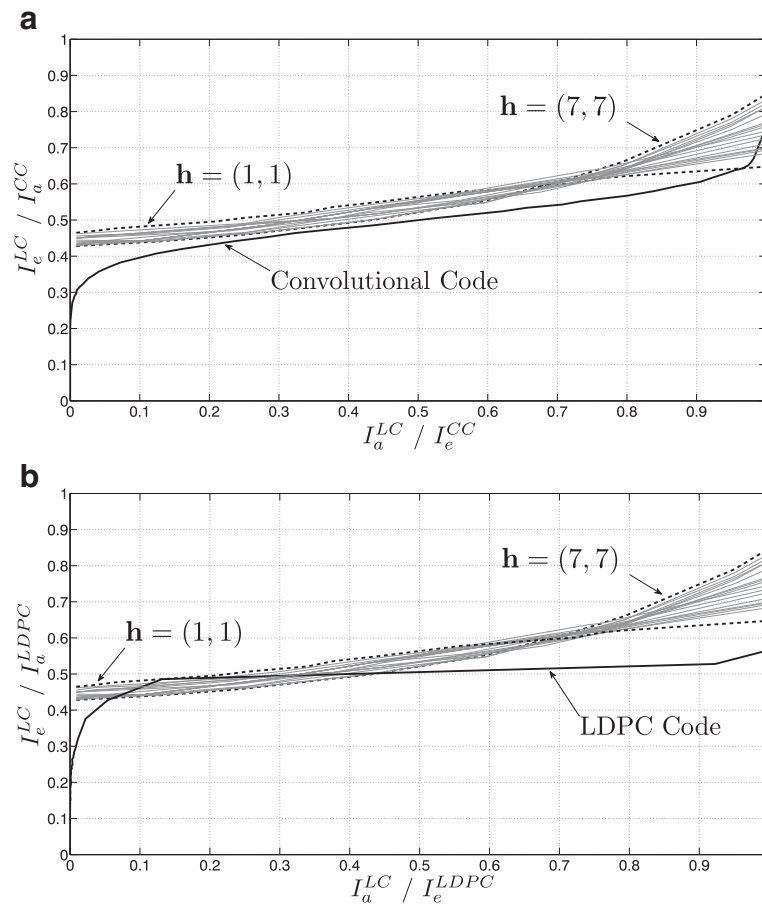 a
1
0.9
0.8
0.7
0.6
0.5
0.4
0.3
0.2
0.1
0
0 0.1 0.2 0.3 0.4 0.5 0.6 0.7 0.8 0.9
h = (7, 7)
h = (1, 1)
Convolutional Code
I_e^{LC} / I_a^{CC}
I_a^{LC} / I_e^{CC}
b
1
0.9
0.8
0.7
0.6
0.5
0.4
0.3
0.2
0.1
0
0 0.1 0.2 0.3 0.4 0.5 0.6 0.7 0.8 0.9
h = (7, 7)
h = (1, 1)
LDPC Code
I_e^{LC} / I_a^{LDPC}
I_a^{LC} / I_e^{LDPC}